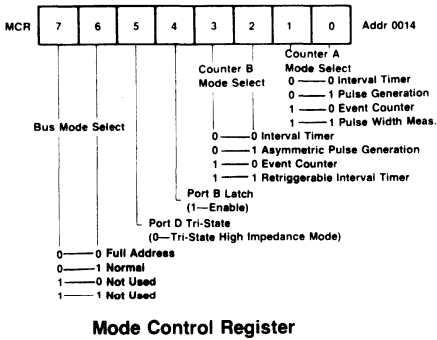 MCR 7 6 5 4 3 2 1 0 Addr 0014
Counter A
Mode Select
0 0 Interval Timer
0 1 Pulse Generation
1 0 Event Counter
1 1 Pulse Width Meas.
Counter B
Mode Select
0 0 Interval Timer
0 1 Asymmetric Pulse Generation
1 0 Event Counter
1 1 Retriggerable Interval Timer
Bus Mode Select
Port B Latch
(1—Enable)
Port D Tri-State
(0—Tri-State High Impedance Mode)
0 0 Full Address
0 1 Normal
1 0 Not Used
1 1 Not Used
Mode Control Register